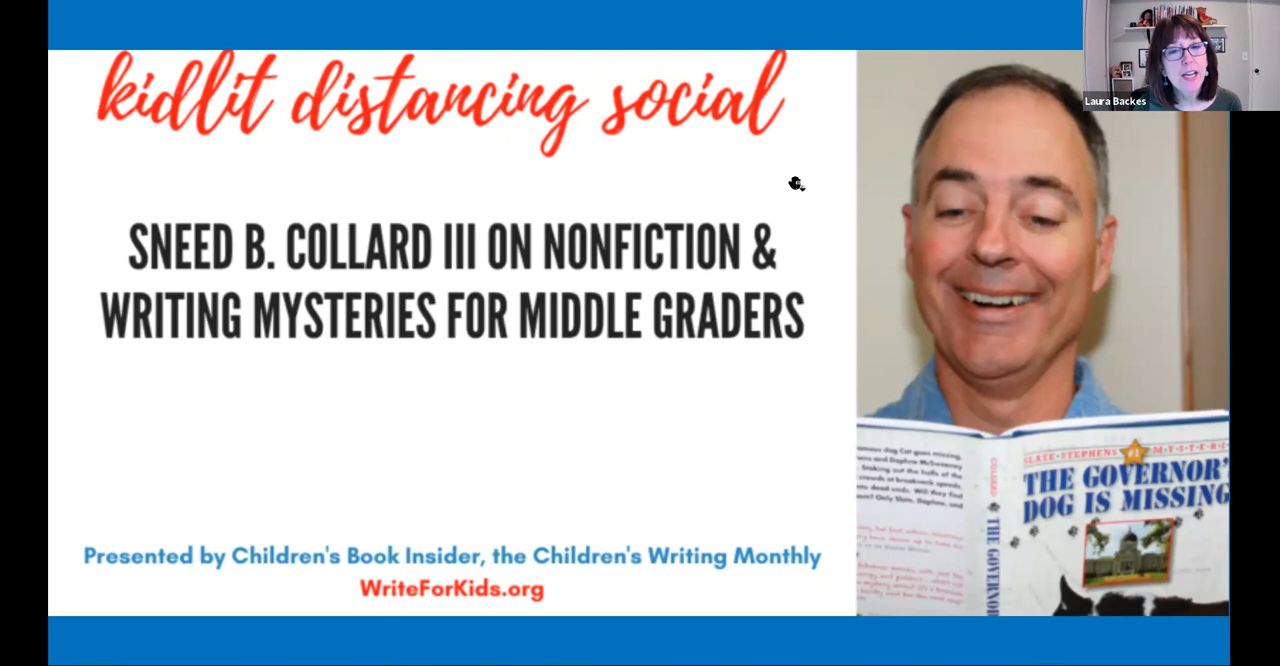 kidlit distancing social
Laura Backes
SNEED B. COLLARD III ON NONFICTION &
WRITING MYSTERIES FOR MIDDLE GRADERS
Presented by Children's Book Insider, the Children's Writing Monthly
WriteForKids.org
SLATE STEPHENS #1 MYSTERI
THE GOVERNOR'
DOG IS MISSING
COLLARD
THE GOVERNOR